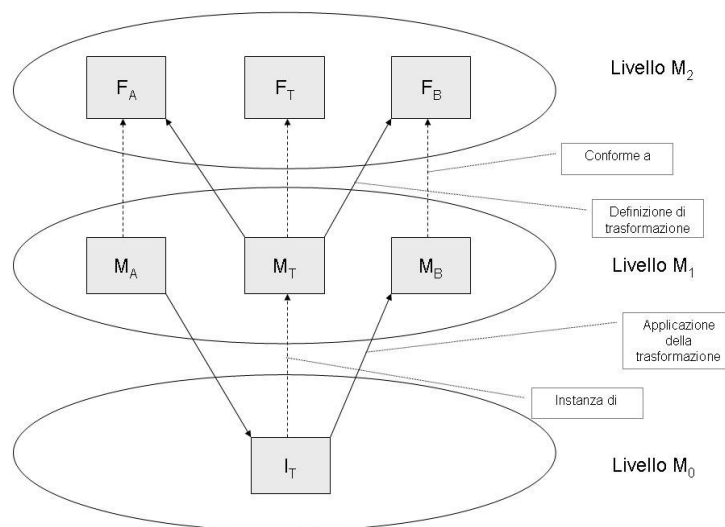 F_A
F_T
F_B
Livello M_2
Conforme a
Definizione di
trasformazione
M_A
M_T
M_B
Livello M_1
Applicazione
della
trasformazione
Instanza di
I_T
Livello M_0